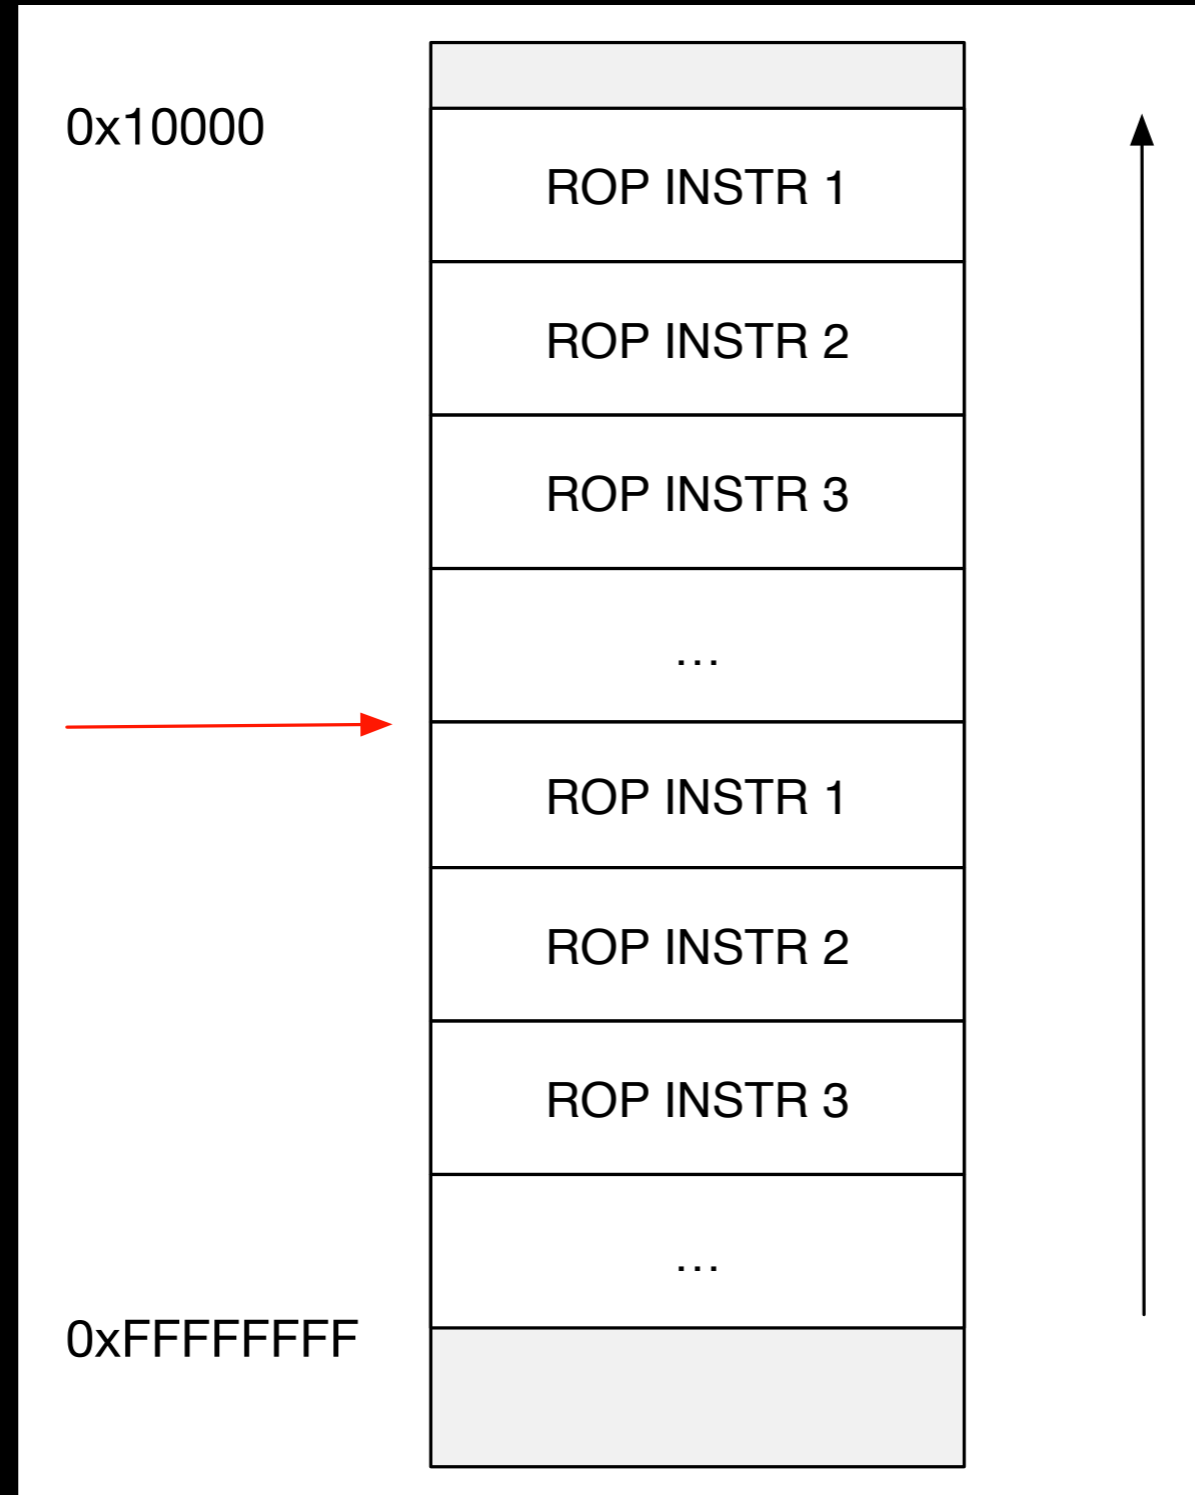 0x10000
ROP INSTR 1
ROP INSTR 2
ROP INSTR 3
...
ROP INSTR 1
ROP INSTR 2
ROP INSTR 3
...
0xFFFFFFFF